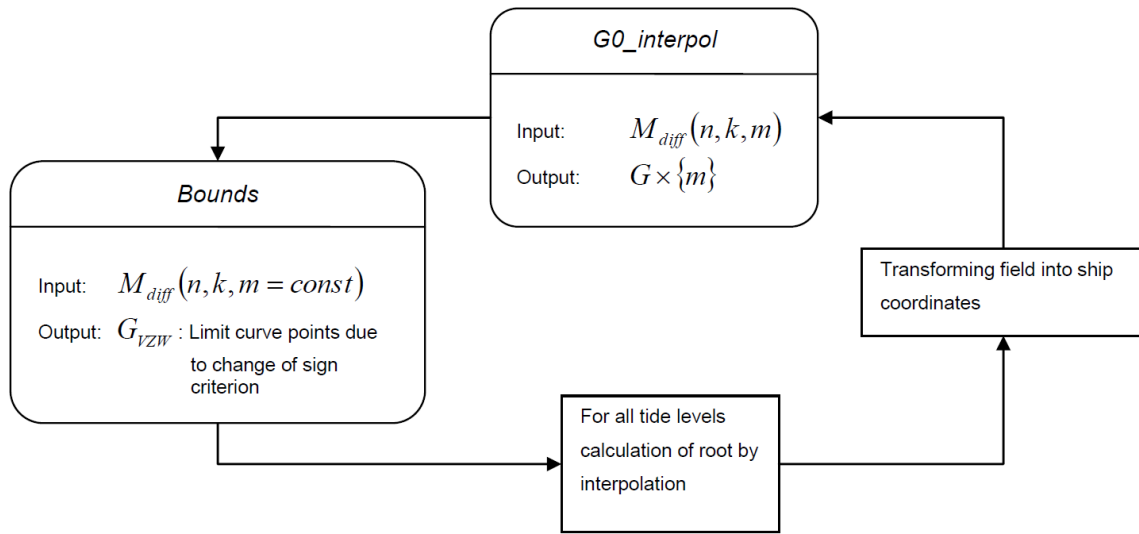 G0_interpol
Input: M_diff(n, k, m)
Output: G × {m}
Bounds
Input: M_diff(n, k, m = const)
Output: G_VZW : Limit curve points due
to change of sign
criterion
Transforming field into ship
coordinates
For all tide levels
calculation of root by
interpolation